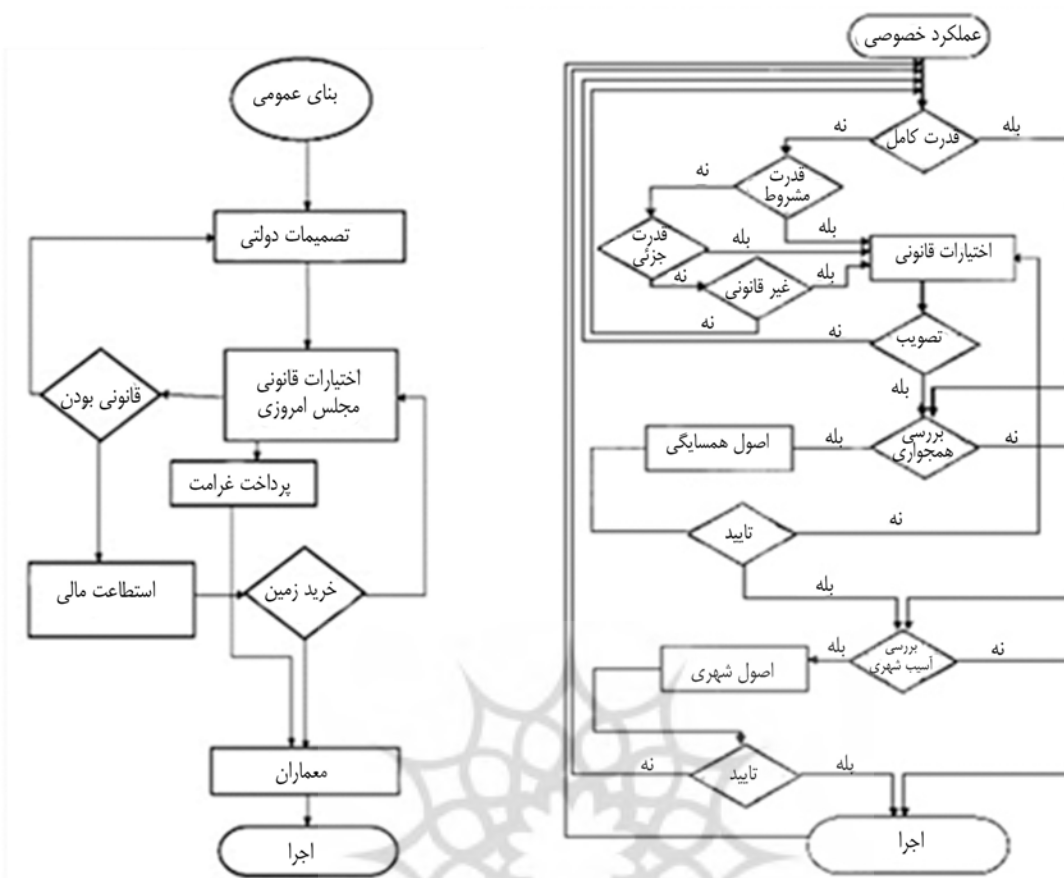 عملکرد خصوصی
قدرت کامل
بله
نه
قدرت
مشروط
نه
بله
قدرت
جزئی
بله
نه
غیر قانونی
بله
نه
اختیارات قانونی
تصویب
نه
بله
بررسی
همجواری
بله
نه
اصول همسایگی
تایید
نه
بله
بررسی
آسیب شهری
بله
نه
اصول شهری
تایید
نه
بله
اجرا
بنای عمومی
تصمیمات دولتی
اختیارات قانونی
مجلس امروزی
قانونی بودن
پرداخت غرامت
استطاعت مالی
خرید زمین
معماران
اجرا